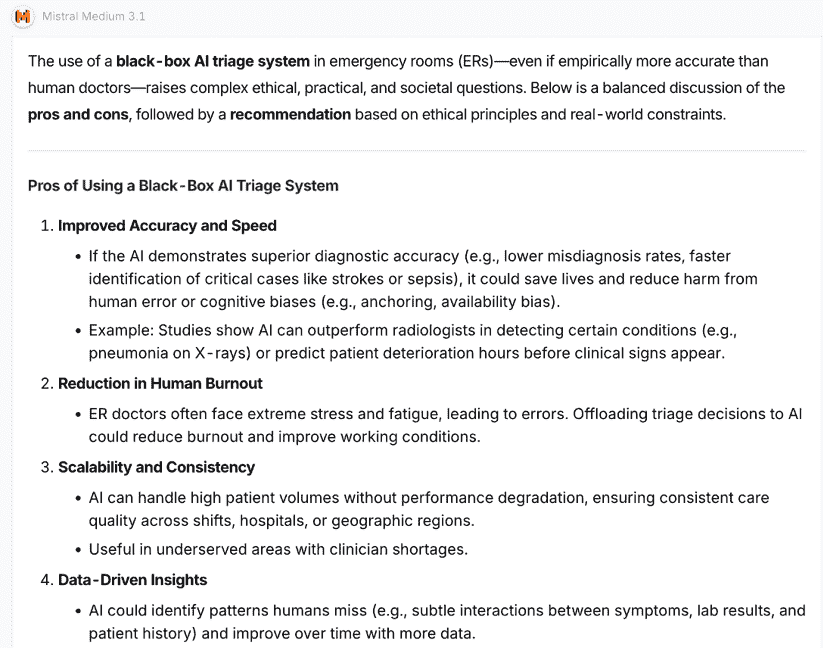 Mistral Medium 3.1
The use of a black-box AI triage system in emergency rooms (ERs)—even if empirically more accurate than
human doctors—raises complex ethical, practical, and societal questions. Below is a balanced discussion of the
pros and cons, followed by a recommendation based on ethical principles and real-world constraints.
Pros of Using a Black-Box AI Triage System
1. Improved Accuracy and Speed
• If the AI demonstrates superior diagnostic accuracy (e.g., lower misdiagnosis rates, faster
identification of critical cases like strokes or sepsis), it could save lives and reduce harm from
human error or cognitive biases (e.g., anchoring, availability bias).
• Example: Studies show AI can outperform radiologists in detecting certain conditions (e.g.,
pneumonia on X-rays) or predict patient deterioration hours before clinical signs appear.
2. Reduction in Human Burnout
• ER doctors often face extreme stress and fatigue, leading to errors. Offloading triage decisions to AI
could reduce burnout and improve working conditions.
3. Scalability and Consistency
• AI can handle high patient volumes without performance degradation, ensuring consistent care
quality across shifts, hospitals, or geographic regions.
• Useful in underserved areas with clinician shortages.
4. Data-Driven Insights
• AI could identify patterns humans miss (e.g., subtle interactions between symptoms, lab results, and
patient history) and improve over time with more data.